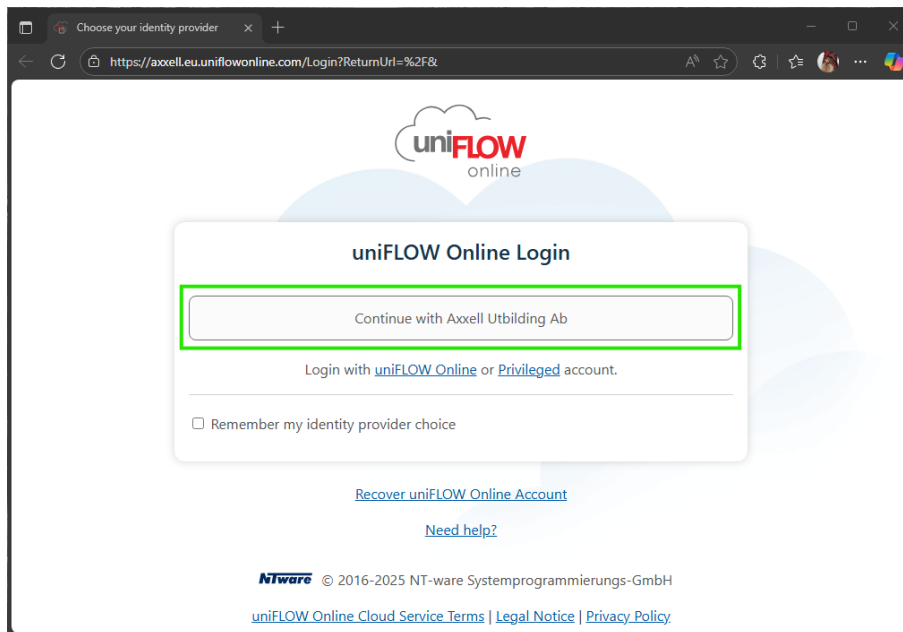 Choose your identity provider
https://axxell.eu.uniflowonline.com/Login?ReturnUrl=%2F&
uniFLOW
online
uniFLOW Online Login
Continue with Axxell Utbilding Ab
Login with uniFLOW Online or Privileged account.
Remember my identity provider choice
Recover uniFLOW Online Account
Need help?
NTware © 2016-2025 NT-ware Systemprogrammierungs-GmbH
uniFLOW Online Cloud Service Terms | Legal Notice | Privacy Policy